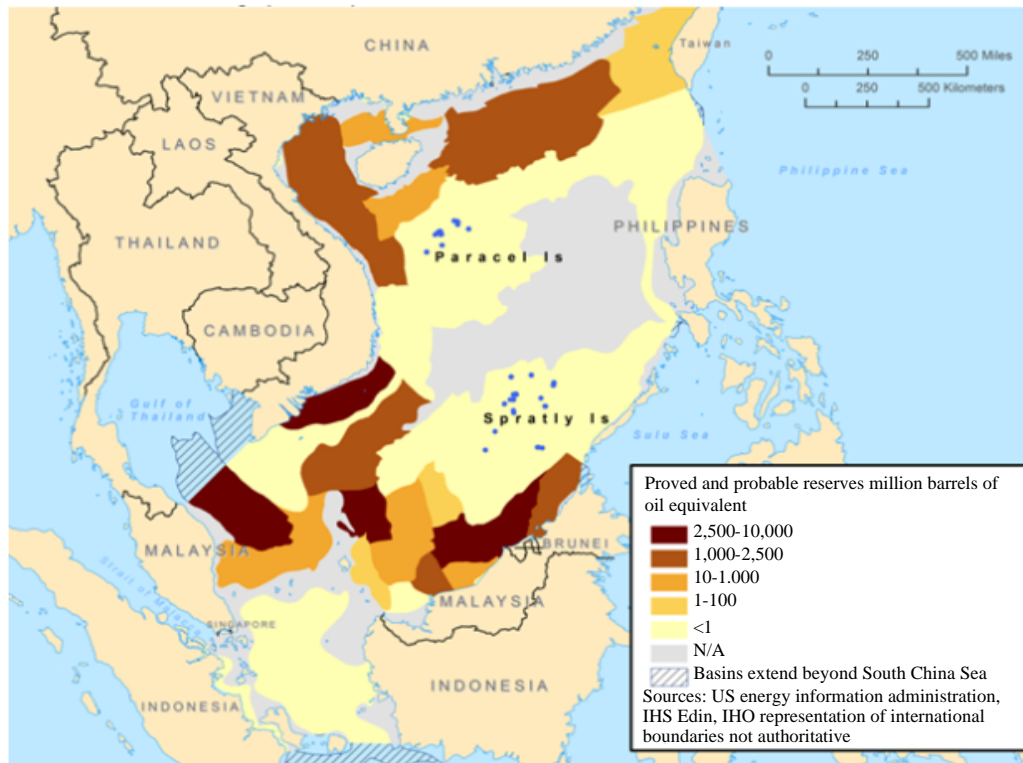 CHINA
Taiwan
0 250 500 Miles
0 250 500 Kilometers
VIETNAM
LAOS
Philippine Sea
THAILAND
PHILIPPINES
Paracel Is
CAMBODIA
Gulf of
Thailand
Spratly Is
Sulu Sea
Proved and probable reserves million barrels of
oil equivalent
2,500-10,000
1,000-2,500
10-1.000
1-100
<1
N/A
Basins extend beyond South China Sea
Sources: US energy information administration,
IHS Edin, IHO representation of international
boundaries not authoritative
MALAYSIA
BRUNEI
Strait of Malacca
MALAYSIA
SINGAPORE
INDONESIA
INDONESIA